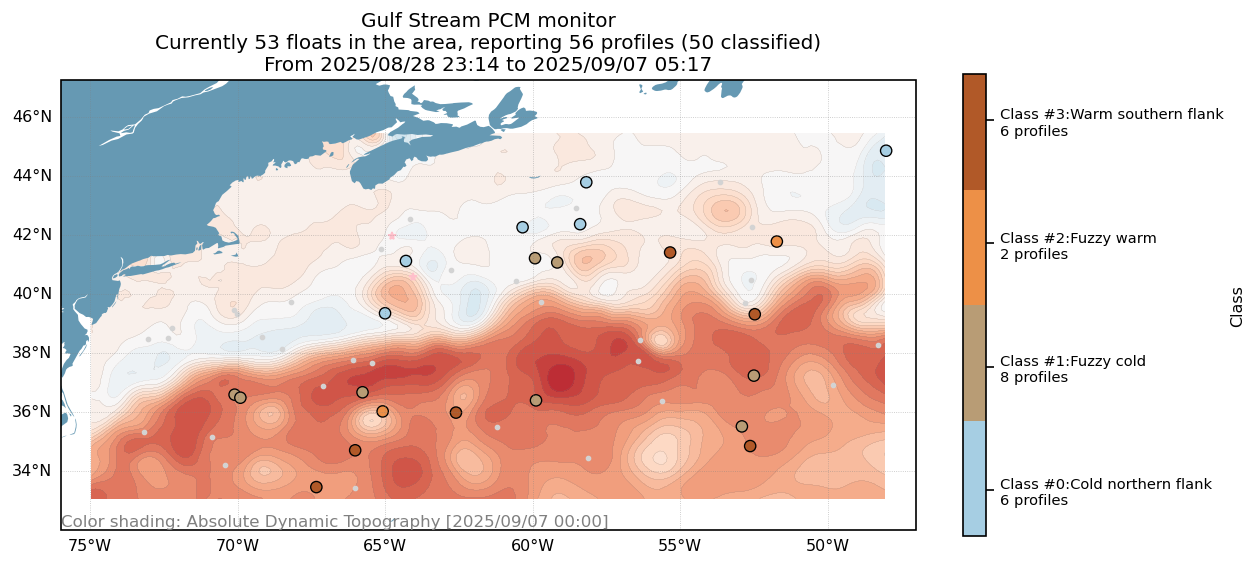 Gulf Stream PCM monitor
Currently 53 floats in the area, reporting 56 profiles (50 classified)
From 2025/08/28 23:14 to 2025/09/07 05:17
46°N
44°N
42°N
40°N
38°N
36°N
34°N
Color shading: Absolute Dynamic Topography [2025/09/07 00:00]
75°W
70°W
65°W
60°W
55°W
50°W
Class #3:Warm southern flank
6 profiles
Class #2:Fuzzy warm
2 profiles
Class #1:Fuzzy cold
8 profiles
Class #0:Cold northern flank
6 profiles
Class